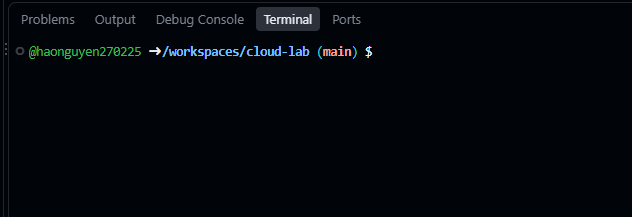 Problems Output Debug Console Terminal Ports
@haonguyen270225 ➜/workspaces/cloud-lab (main) $